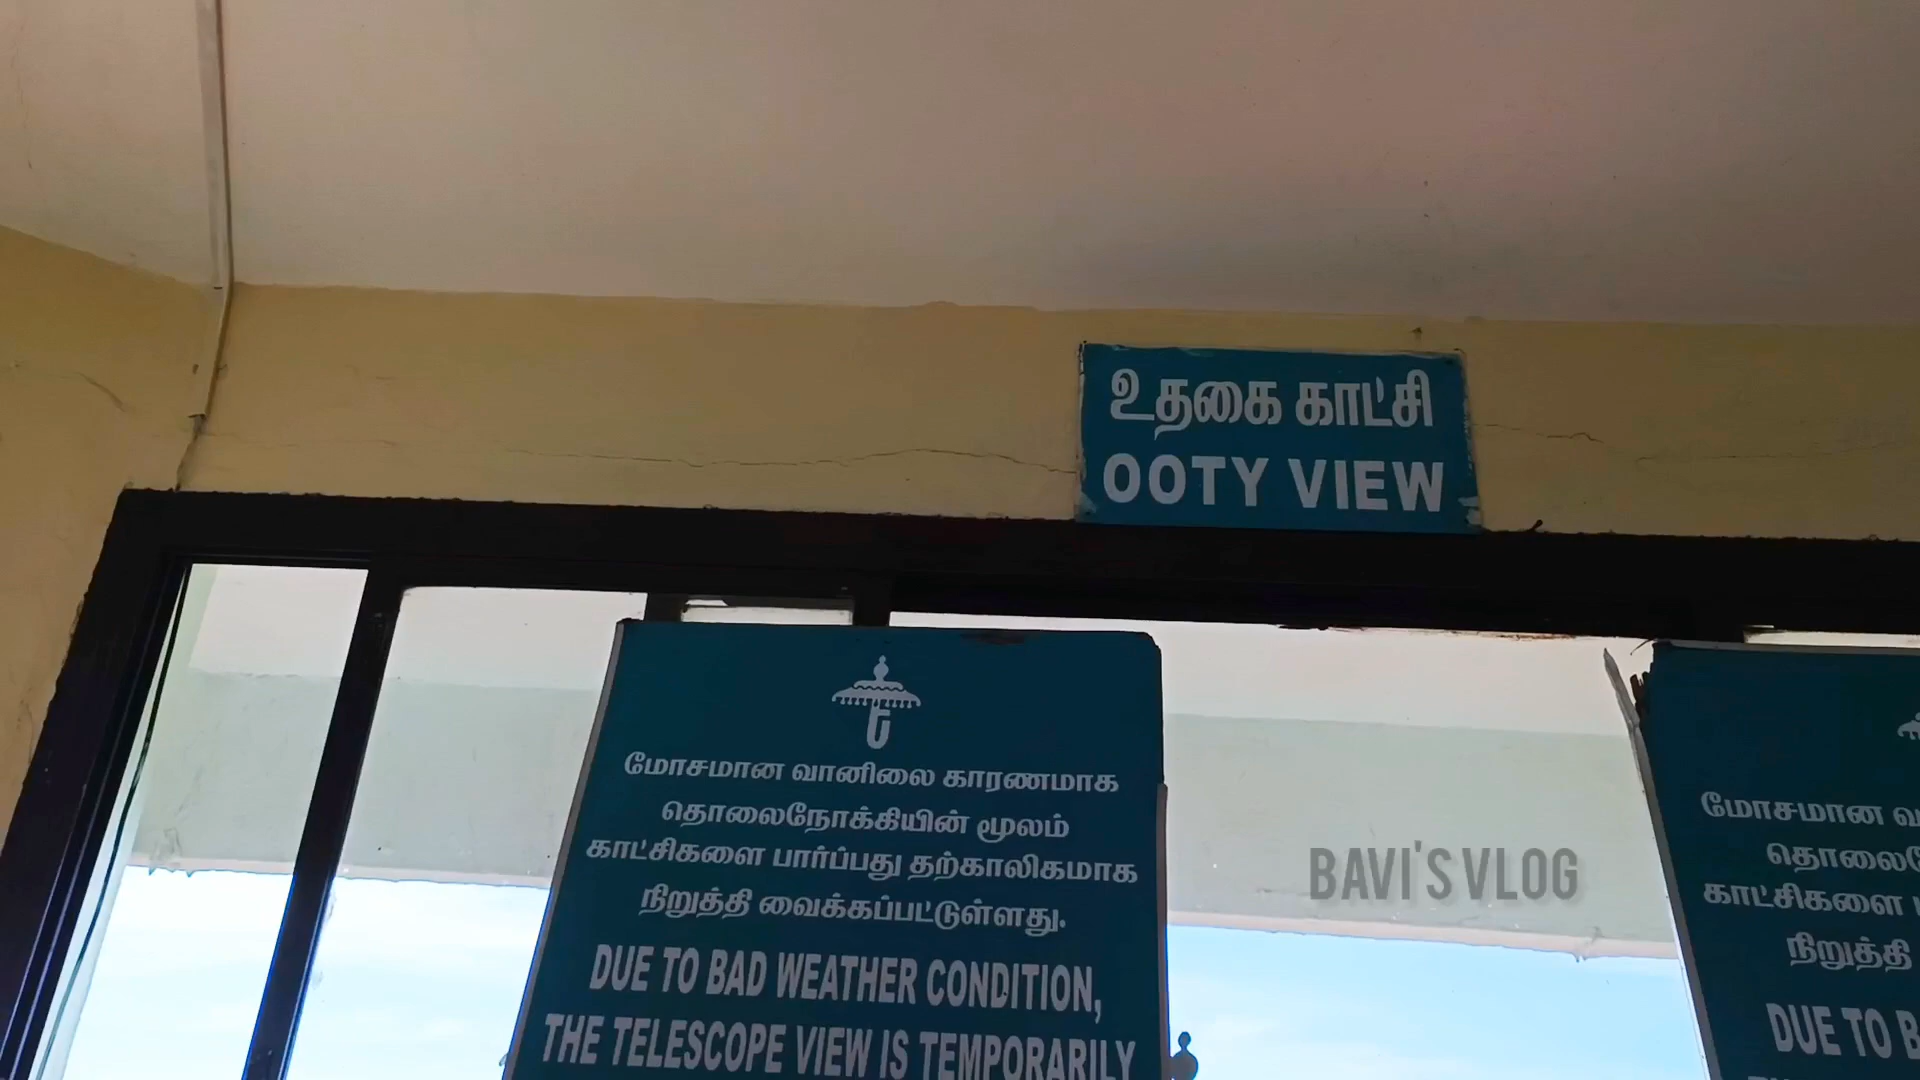 உதகை காட்சி
OOTY VIEW
மோசமான வானிலை காரணமாக
தொலைநோக்கியின் மூலம்
காட்சிகளை பார்ப்பது தற்காலிகமாக
நிறுத்தி வைக்கப்பட்டுள்ளது.
DUE TO BAD WEATHER CONDITION,
THE TELESCOPE VIEW IS TEMPORARILY
BAVI'S VLOG
மோசமான
காட்சிகளை
நிறுத்தி
DUE TO